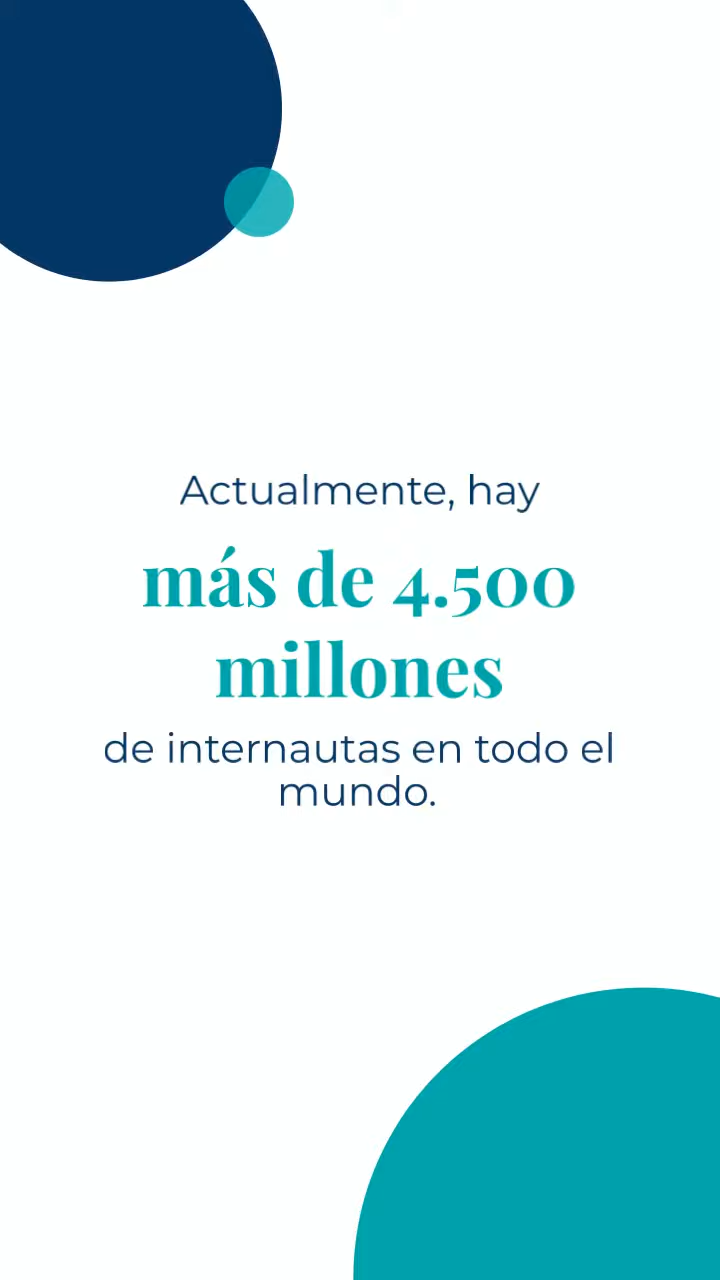 Actualmente, hay
más de 4.500
millones
de internautas en todo el
mundo.